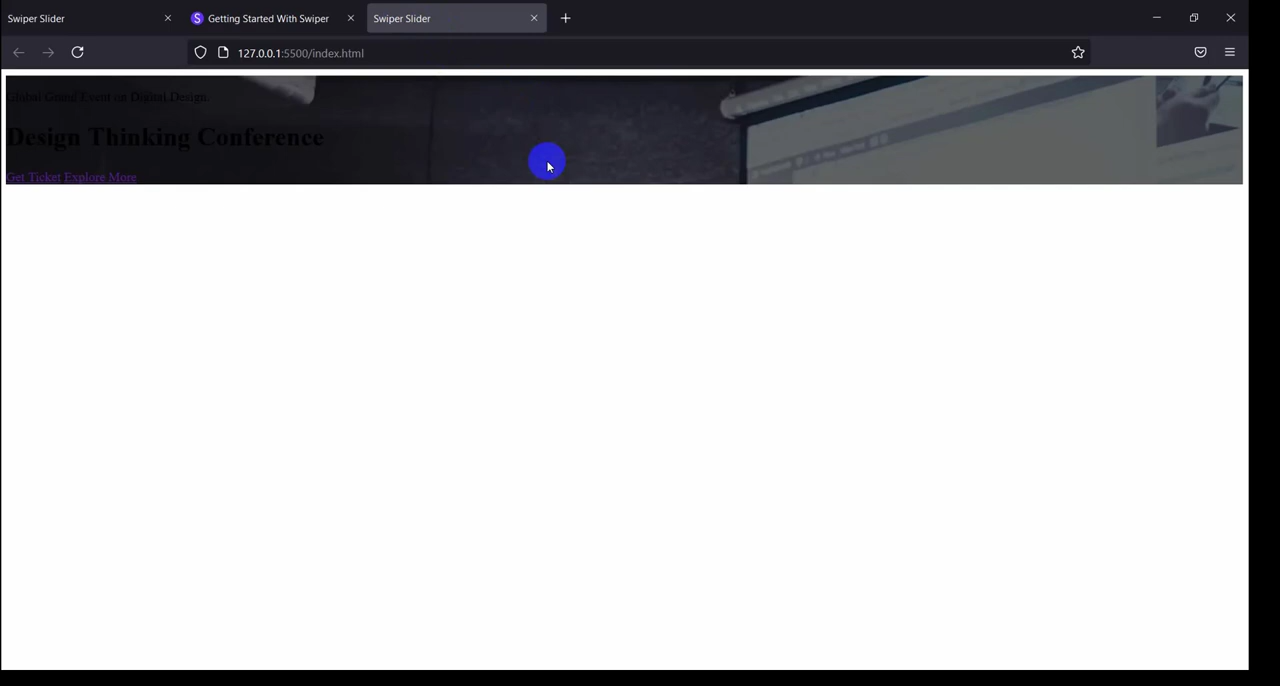 Swiper Slider
Getting Started With Swiper
Swiper Slider
127.0.0.1:5500/index.html
Global Grand Event on Digital Design.
Design Thinking Conference
Get Ticket Explore More